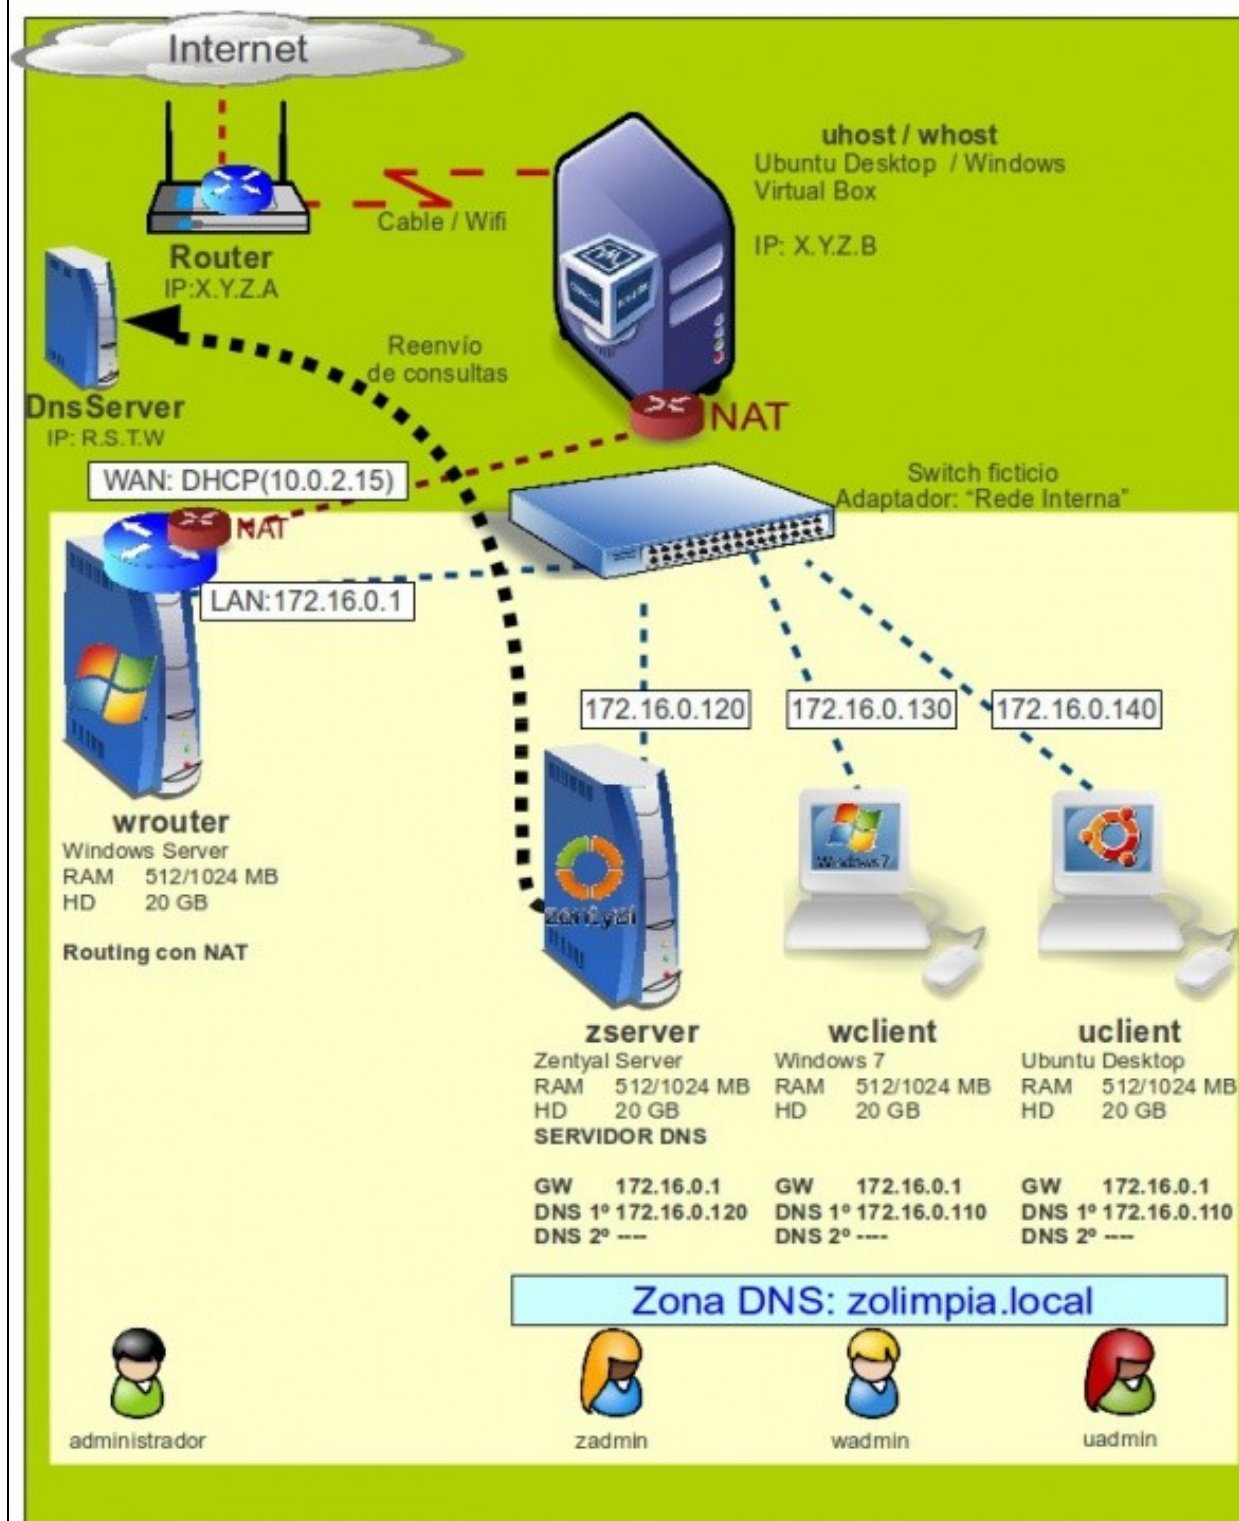 Internet
uhost / whost
Ubuntu Desktop / Windows
Virtual Box
IP: X.Y.Z.B
Cable / Wifi
Router
IP:X.Y.Z.A
Reenvío
de consultas
DnsServer
IP: R.S.T.W
NAT
WAN: DHCP(10.0.2.15)
Switch ficticio
Adaptador: “Rede Interna”
NAT
LAN:172.16.0.1
172.16.0.120
172.16.0.130
172.16.0.140
wrouter
Windows Server
RAM 512/1024 MB
HD 20 GB
Routing con NAT
zentyal
Windows 7
zserver
Zentyal Server
RAM 512/1024 MB
HD 20 GB
SERVIDOR DNS
GW 172.16.0.1
DNS 1º 172.16.0.120
DNS 2º ----
wclient
Windows 7
RAM 512/1024 MB
HD 20 GB
GW 172.16.0.1
DNS 1º 172.16.0.110
DNS 2º ----
uclient
Ubuntu Desktop
RAM 512/1024 MB
HD 20 GB
GW 172.16.0.1
DNS 1º 172.16.0.110
DNS 2º ----
Zona DNS: zolimpia.local
administrador
zadmin
wadmin
uadmin